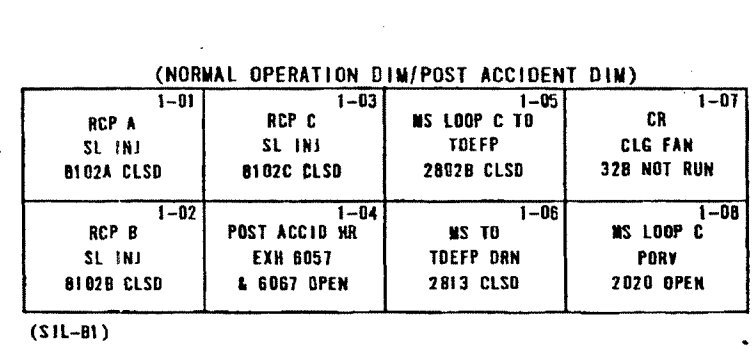 (NORMAL OPERATION DIM/POST ACCIDENT DIM)
1-01
RCP A
SL INJ
8102A CLSD
1-03
RCP C
SL INJ
8102C CLSD
1-05
MS LOOP C TO
TDEFP
2802B CLSD
1-07
CR
CLG FAN
32B NOT RUN
1-02
RCP B
SL INJ
8102B CLSD
1-04
POST ACCID HR
EXH 6057
& 6067 OPEN
1-06
MS TO
TDEFP DRN
2813 CLSD
1-08
MS LOOP C
PORV
2020 OPEN
(SIL-B1)